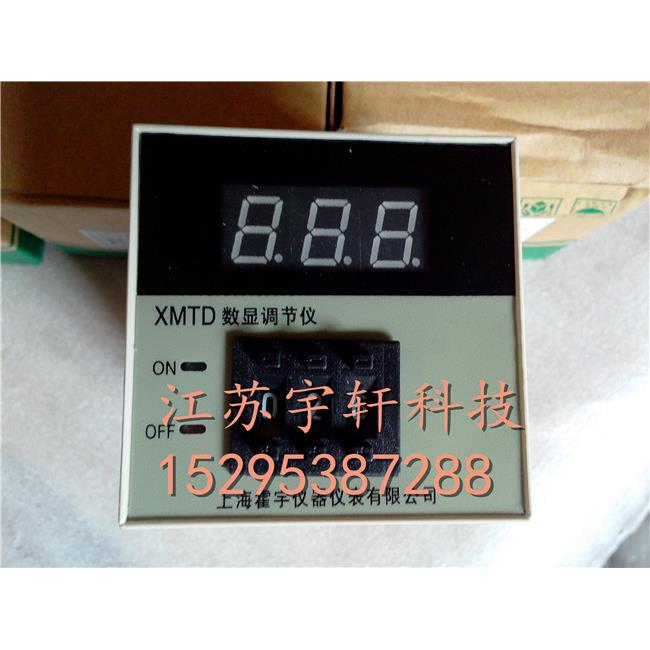 8.8.8.
XMTD 数显调节仪
ON
江苏宇轩科技
OFF
15295387288
上海霍宇仪器仪表有限公司